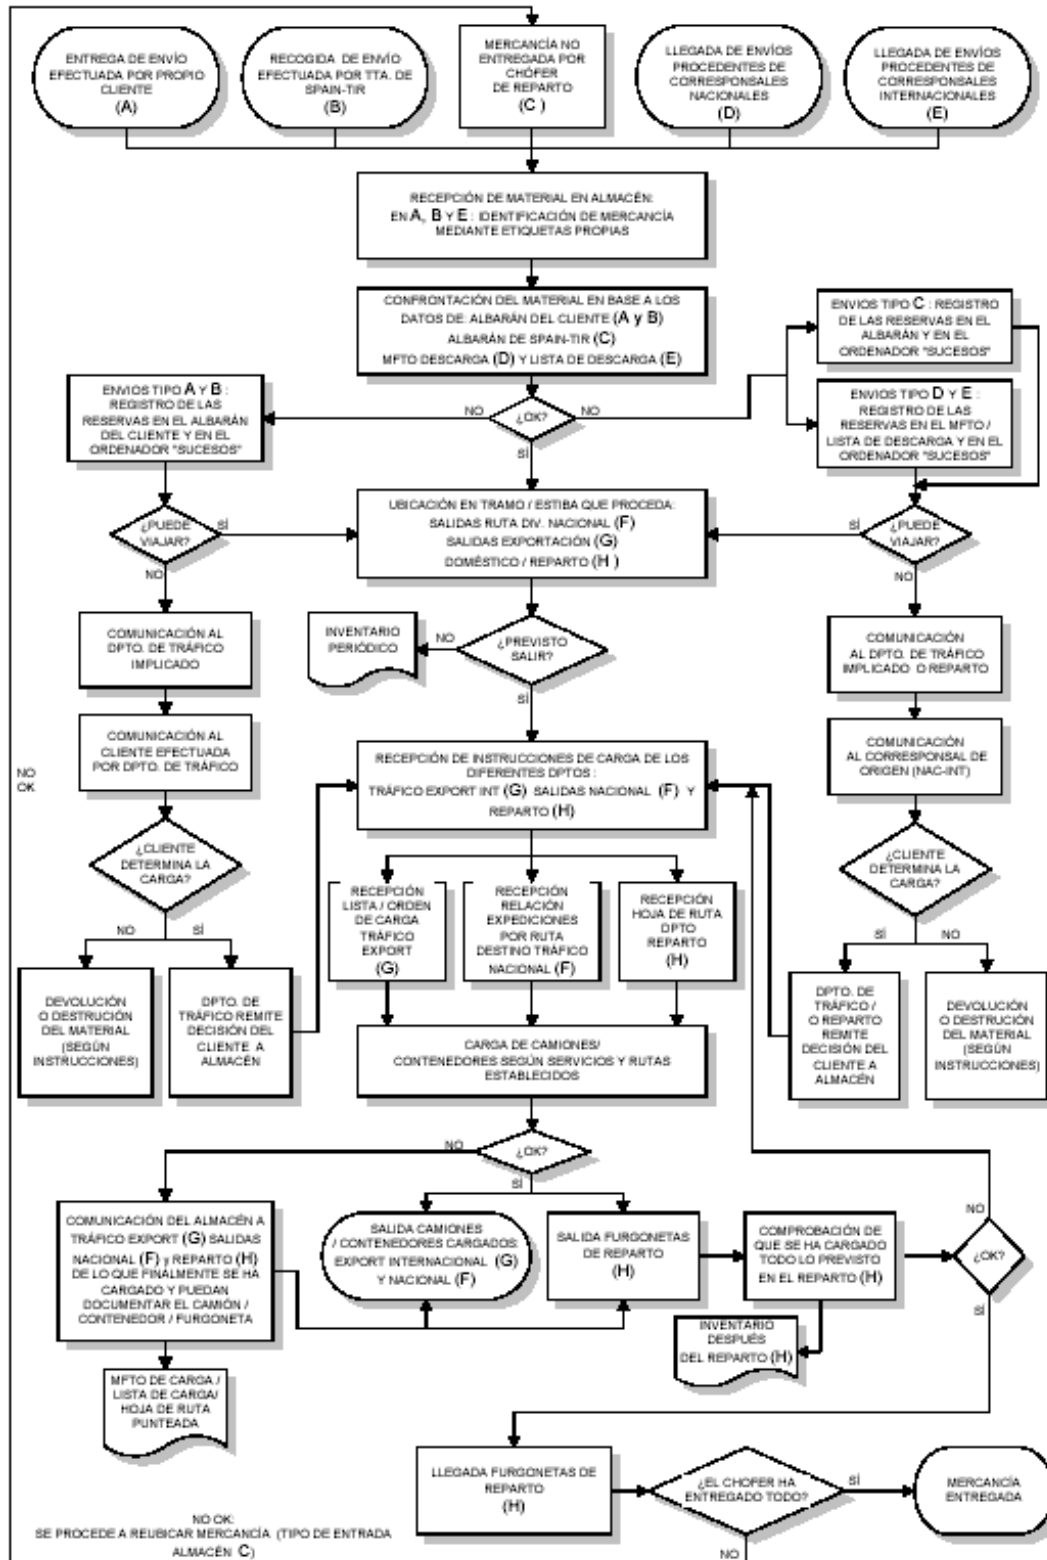 ENTREGA DE ENVÍO
EFECTUADA POR PROPIO
CLIENTE
(A)
RECOGIDA DE ENVÍO
EFECTUADA POR TTA. DE
SPAIN-TIR
(B)
MERCANCÍA NO
ENTREGADA POR
CHÓFER
DE REPARTO
(C )
LLEGADA DE ENVÍOS
PROCEDENTES DE
CORRESPONSALES
NACIONALES
(D)
LLEGADA DE ENVÍOS
PROCEDENTES DE
CORRESPONSALES
INTERNACIONALES
(E)
RECEPCIÓN DE MATERIAL EN ALMACÉN:
EN A, B Y E : IDENTIFICACIÓN DE MERCANCÍA
MEDIANTE ETIQUETAS PROPIAS
CONFRONTACIÓN DEL MATERIAL EN BASE A LOS
DATOS DE: ALBARÁN DEL CLIENTE (A y B)
ALBARÁN DE SPAIN-TIR (C)
MFTO DESCARGA (D) Y LISTA DE DESCARGA (E)
ENVIOS TIPO C : REGISTRO
DE LAS RESERVAS EN EL
ALBARÁN Y EN EL
ORDENADOR "SUCESOS"
ENVIOS TIPO A Y B :
REGISTRO DE LAS
RESERVAS EN EL ALBARÁN
DEL CLIENTE Y EN EL
ORDENADOR "SUCESOS"
NO
¿OK?
NO
SÍ
ENVIOS TIPO D Y E :
REGISTRO DE LAS
RESERVAS EN EL MFTO /
LISTA DE DESCARGA Y EN EL
ORDENADOR "SUCESOS"
¿PUEDE
VIAJAR?
SÍ
NO
UBICACIÓN EN TRAMO / ESTIBA QUE PROCEDA:
SALIDAS RUTA DIV. NACIONAL (F)
SALIDAS EXPORTACIÓN (G)
DOMÉSTICO / REPARTO (H )
SÍ
¿PUEDE
VIAJAR?
NO
COMUNICACIÓN AL
DPTO. DE TRÁFICO
IMPLICADO
INVENTARIO
PERIÓDICO
NO
¿PREVISTO
SALIR?
SÍ
COMUNICACIÓN
AL DPTO. DE TRÁFICO
IMPLICADO O REPARTO
COMUNICACIÓN AL
CLIENTE EFECTUADA
POR DPTO. DE TRÁFICO
RECEPCIÓN DE INSTRUCCIONES DE CARGA DE LOS
DIFERENTES DPTOS :
TRÁFICO EXPORT INT (G) SALIDAS NACIONAL (F) Y
REPARTO (H)
COMUNICACIÓN
AL CORRESPONSAL DE
ORIGEN (NAC-INT)
NO
OK
¿CLIENTE
DETERMINA LA
CARGA?
NO
SÍ
RECEPCIÓN
LISTA / ORDEN
DE CARGA
TRÁFICO
EXPORT
(G)
RECEPCIÓN
RELACIÓN
EXPEDICIONES
POR RUTA
DESTINO TRÁFICO
NACIONAL (F)
RECEPCIÓN
HOJA DE RUTA
DPTO
REPARTO
(H)
¿CLIENTE
DETERMINA LA
CARGA?
SÍ
NO
DEVOLUCIÓN
O DESTRUCIÓN
DEL MATERIAL
(SEGÚN
INSTRUCCIONES)
DPTO. DE
TRÁFICO REMITE
DECISIÓN DEL
CLIENTE A
ALMACÉN
CARGA DE CAMIONES/
CONTENEDORES SEGÚN SERVICIOS Y RUTAS
ESTABLECIDOS
DPTO. DE
TRÁFICO /
O REPARTO
REMITE
DECISIÓN DEL
CLIENTE A
ALMACÉN
DEVOLUCIÓN
O DESTRUCIÓN
DEL MATERIAL
(SEGÚN
INSTRUCCIONES)
NO
¿OK?
SÍ
NO
COMUNICACIÓN DEL ALMACÉN A
TRÁFICO EXPORT (G) SALIDAS
NACIONAL (F) y REPARTO (H)
DE LO QUE FINALMENTE SE HA
CARGADO Y PUEDAN
DOCUMENTAR EL CAMIÓN /
CONTENEDOR / FURGONETA
SALIDA CAMIONES
/ CONTENEDORES CARGADOS:
EXPORT INTERNACIONAL (G)
Y NACIONAL (F)
SALIDA FURGONETAS
DE REPARTO
(H)
COMPROBACIÓN DE
QUE SE HA CARGADO
TODO LO PREVISTO
EN EL REPARTO (H)
¿OK?
SÍ
INVENTARIO
DESPUÉS
DEL REPARTO (H)
MFTO DE CARGA /
LISTA DE CARGA/
HOJA DE RUTA
PUNTEADA
LLEGADA FURGONETAS DE
REPARTO
(H)
¿EL CHOFER HA
ENTREGADO TODO?
SÍ
MERCANCÍA
ENTREGADA
NO
NO OK:
SE PROCEDE A REUBICAR MERCANCÍA (TIPO DE ENTRADA
ALMACÉN C)